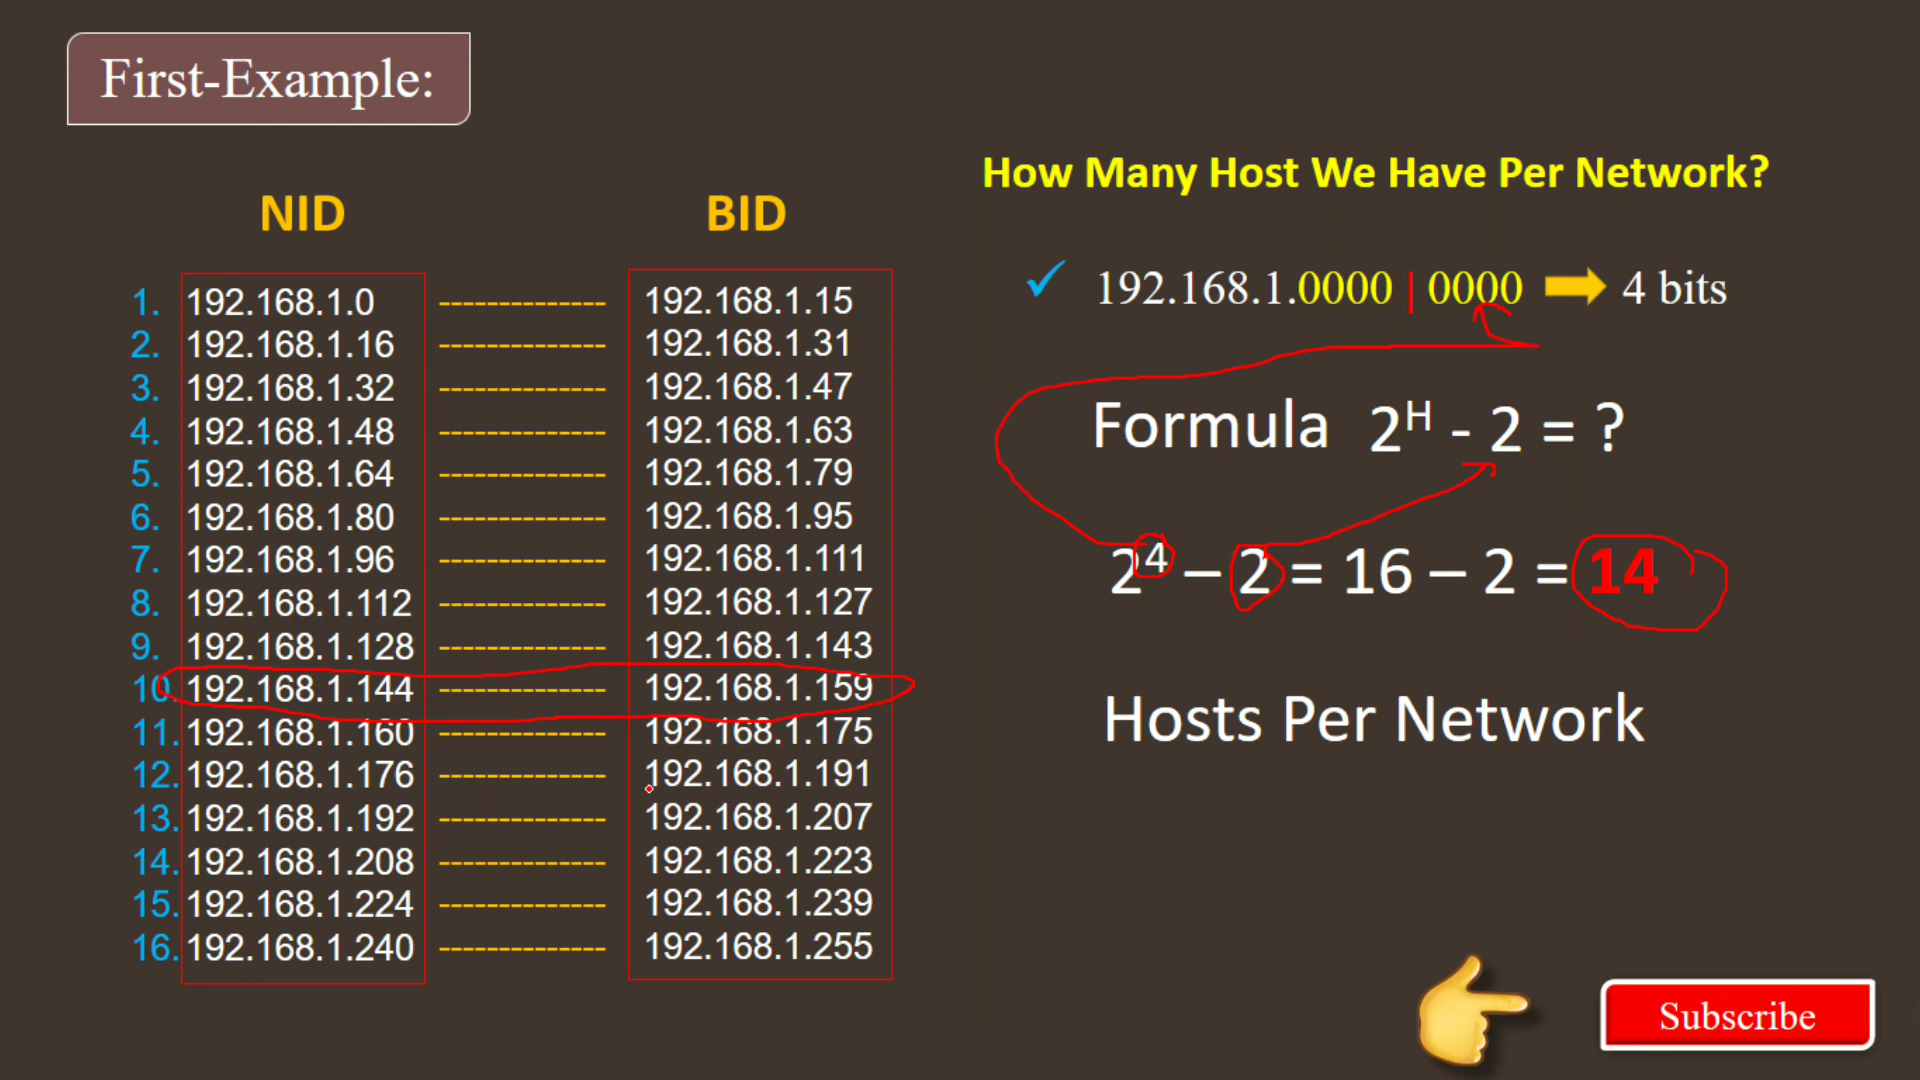 First-Example:
NID BID
1. 192.168.1.0 -------------- 192.168.1.15
2. 192.168.1.16 -------------- 192.168.1.31
3. 192.168.1.32 -------------- 192.168.1.47
4. 192.168.1.48 -------------- 192.168.1.63
5. 192.168.1.64 -------------- 192.168.1.79
6. 192.168.1.80 -------------- 192.168.1.95
7. 192.168.1.96 -------------- 192.168.1.111
8. 192.168.1.112 -------------- 192.168.1.127
9. 192.168.1.128 -------------- 192.168.1.143
10. 192.168.1.144 -------------- 192.168.1.159
11. 192.168.1.160 -------------- 192.168.1.175
12. 192.168.1.176 -------------- 192.168.1.191
13. 192.168.1.192 -------------- 192.168.1.207
14. 192.168.1.208 -------------- 192.168.1.223
15. 192.168.1.224 -------------- 192.168.1.239
16. 192.168.1.240 -------------- 192.168.1.255
How Many Host We Have Per Network?
✓ 192.168.1.0000 | 0000 ➡ 4 bits
Formula 2ᴴ - 2 = ?
2⁴ – 2 = 16 – 2 = 14
Hosts Per Network
Subscribe